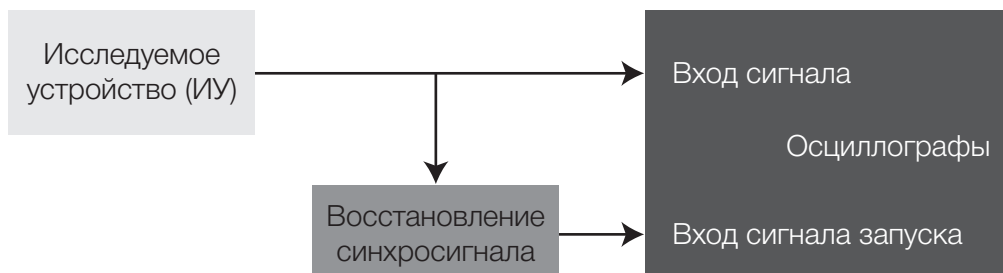 Исследуемое
устройство (ИУ)
Вход сигнала
Осциллографы
Восстановление
синхросигнала
Вход сигнала запуска